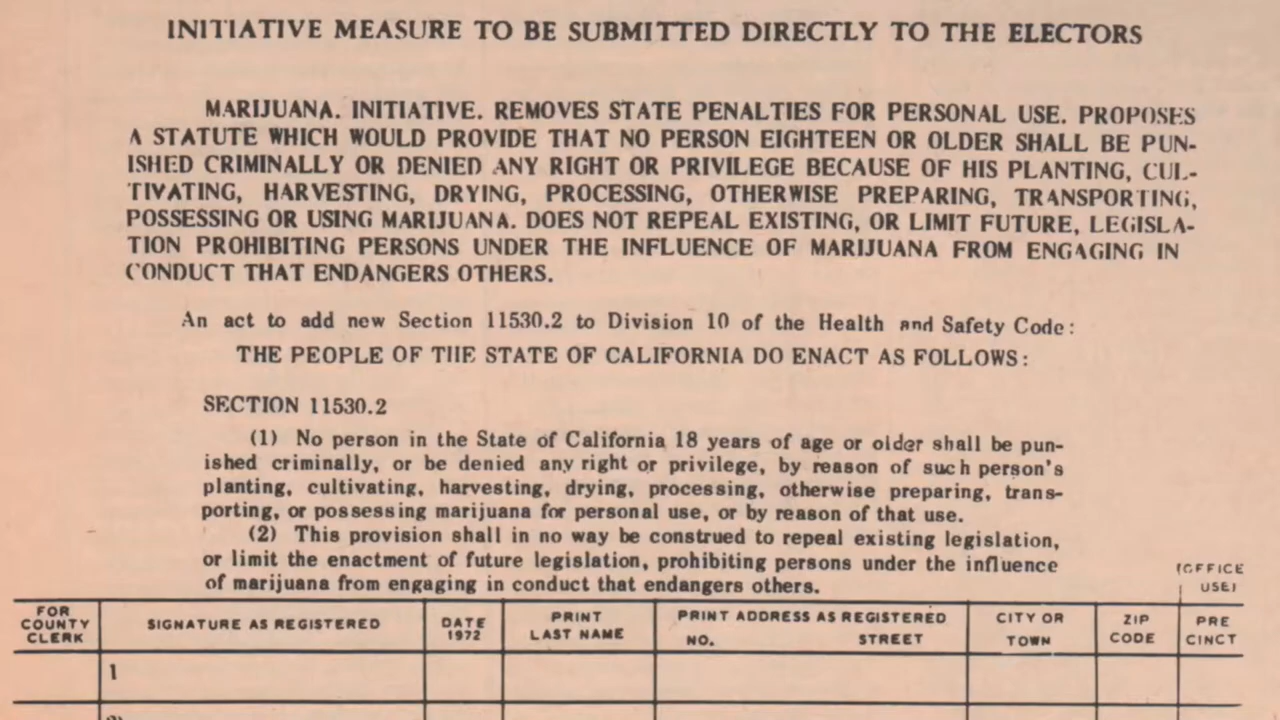 INITIATIVE MEASURE TO BE SUBMITTED DIRECTLY TO THE ELECTORS
MARIJUANA. INITIATIVE. REMOVES STATE PENALTIES FOR PERSONAL USE. PROPOSES
A STATUTE WHICH WOULD PROVIDE THAT NO PERSON EIGHTEEN OR OLDER SHALL BE PUN-
ISHED CRIMINALLY OR DENIED ANY RIGHT OR PRIVILEGE BECAUSE OF HIS PLANTING, CUL-
TIVATING, HARVESTING, DRYING, PROCESSING, OTHERWISE PREPARING, TRANSPORTING,
POSSESSING OR USING MARIJUANA. DOES NOT REPEAL EXISTING, OR LIMIT FUTURE, LEGISLA-
TION PROHIBITING PERSONS UNDER THE INFLUENCE OF MARIJUANA FROM ENGAGING IN
CONDUCT THAT ENDANGERS OTHERS.
An act to add new Section 11530.2 to Division 10 of the Health and Safety Code:
THE PEOPLE OF THE STATE OF CALIFORNIA DO ENACT AS FOLLOWS:
SECTION 11530.2
(1) No person in the State of California 18 years of age or older shall be pun-
ished criminally, or be denied any right or privilege, by reason of such person's
planting, cultivating, harvesting, drying, processing, otherwise preparing, trans-
porting, or possessing marijuana for personal use, or by reason of that use.
(2) This provision shall in no way be construed to repeal existing legislation,
or limit the enactment of future legislation, prohibiting persons under the influence
of marijuana from engaging in conduct that endangers others.
(OFFICE
USE)
FOR
COUNTY
CLERK
SIGNATURE AS REGISTERED
DATE
1972
PRINT
LAST NAME
PRINT ADDRESS AS REGISTERED
NO. STREET
CITY OR
TOWN
ZIP
CODE
PRE
CINCT
1